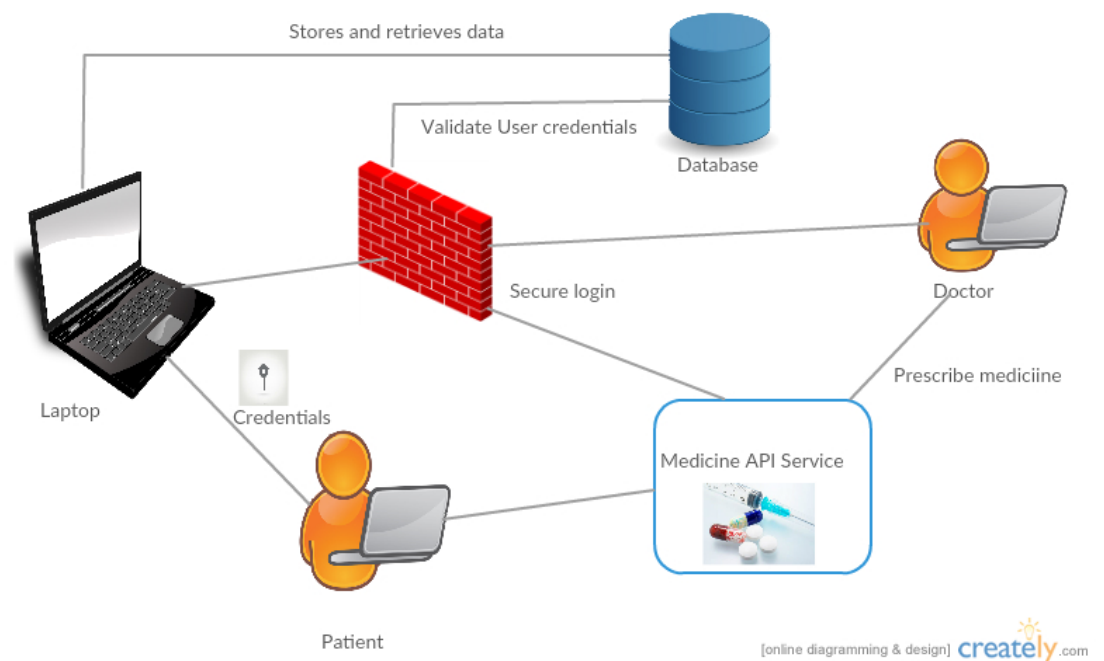 Stores and retrieves data
Validate User credentials
Database
Secure login
Doctor
Prescribe mediciine
Laptop
Credentials
Medicine API Service
Patient
[online diagramming & design] creately.com